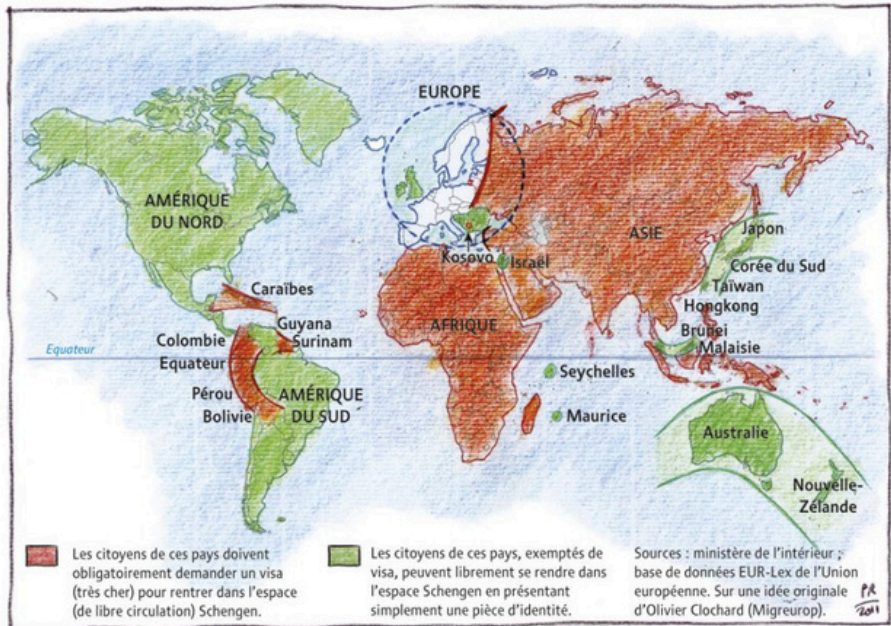 EUROPE
AMÉRIQUE
DU NORD
ASIE
Japon
Kosovo
Israël
Corée du Sud
Taïwan
Hongkong
Caraïbes
Guyana
Surinam
Colombie
AFRIQUE
Brunei
Malaisie
Equateur
Equateur
Seychelles
Pérou
Bolivie
AMÉRIQUE
DU SUD
Maurice
Australie
Nouvelle-
Zélande
Les citoyens de ces pays doivent
obligatoirement demander un visa
(très cher) pour rentrer dans l'espace
(de libre circulation) Schengen.
Les citoyens de ces pays, exemptés de
visa, peuvent librement se rendre dans
l'espace Schengen en présentant
simplement une pièce d'identité.
Sources : ministère de l'intérieur ;
base de données EUR-Lex de l'Union
européenne. Sur une idée originale
d'Olivier Clochard (Migreurop).
PR
2011